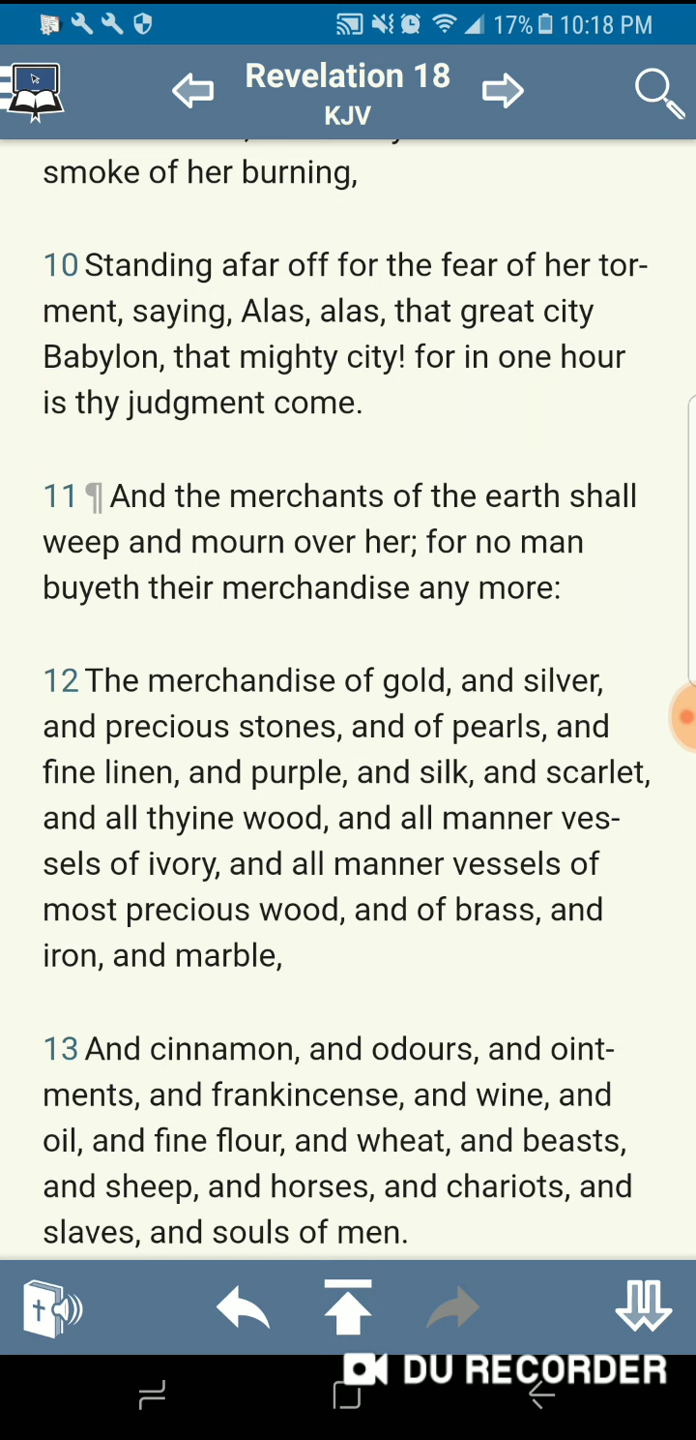 17% 10:18 PM
Revelation 18
KJV
smoke of her burning,
10 Standing afar off for the fear of her tor-
ment, saying, Alas, alas, that great city
Babylon, that mighty city! for in one hour
is thy judgment come.
11 ¶ And the merchants of the earth shall
weep and mourn over her; for no man
buyeth their merchandise any more:
12 The merchandise of gold, and silver,
and precious stones, and of pearls, and
fine linen, and purple, and silk, and scarlet,
and all thyine wood, and all manner ves-
sels of ivory, and all manner vessels of
most precious wood, and of brass, and
iron, and marble,
13 And cinnamon, and odours, and oint-
ments, and frankincense, and wine, and
oil, and fine flour, and wheat, and beasts,
and sheep, and horses, and chariots, and
slaves, and souls of men.
DU RECORDER